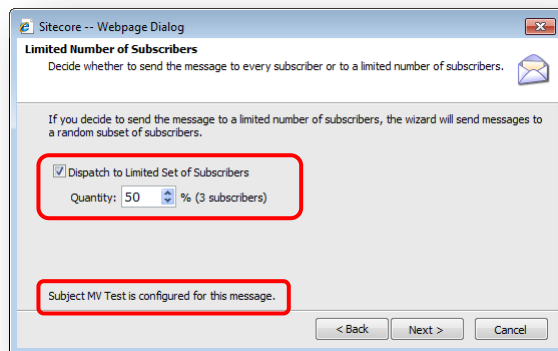 Sitecore -- Webpage Dialog
Limited Number of Subscribers
Decide whether to send the message to every subscriber or to a limited number of subscribers.
If you decide to send the message to a limited number of subscribers, the wizard will send messages to
a random subset of subscribers.
Dispatch to Limited Set of Subscribers
Quantity: 50 % (3 subscribers)
Subject MV Test is configured for this message.
< Back Next > Cancel